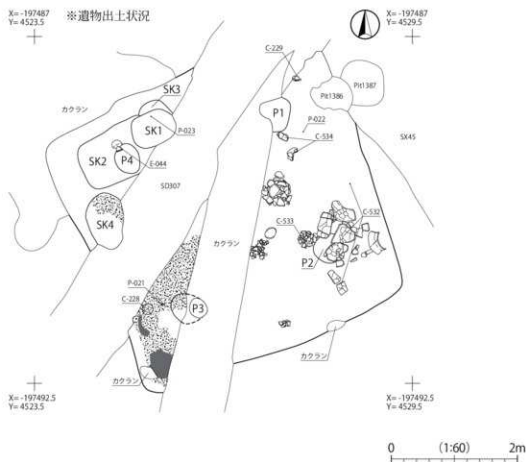 X= -197487
Y= 4523.5
※遺物出土状況
X= -197487
Y= 4529.5
C-229
SK3
カクラン
P1
Pit1386
Pit1387
SK1
P-023
P-022
C-534
SK2
P4
E-044
SX45
SD307
C-532
SK4
カクラン
C-533
P2
P-021
C-228
P3
カクラン
カクラン
X= -197492.5
Y= 4523.5
X= -197492.5
Y= 4529.5
0 (1:60) 2m